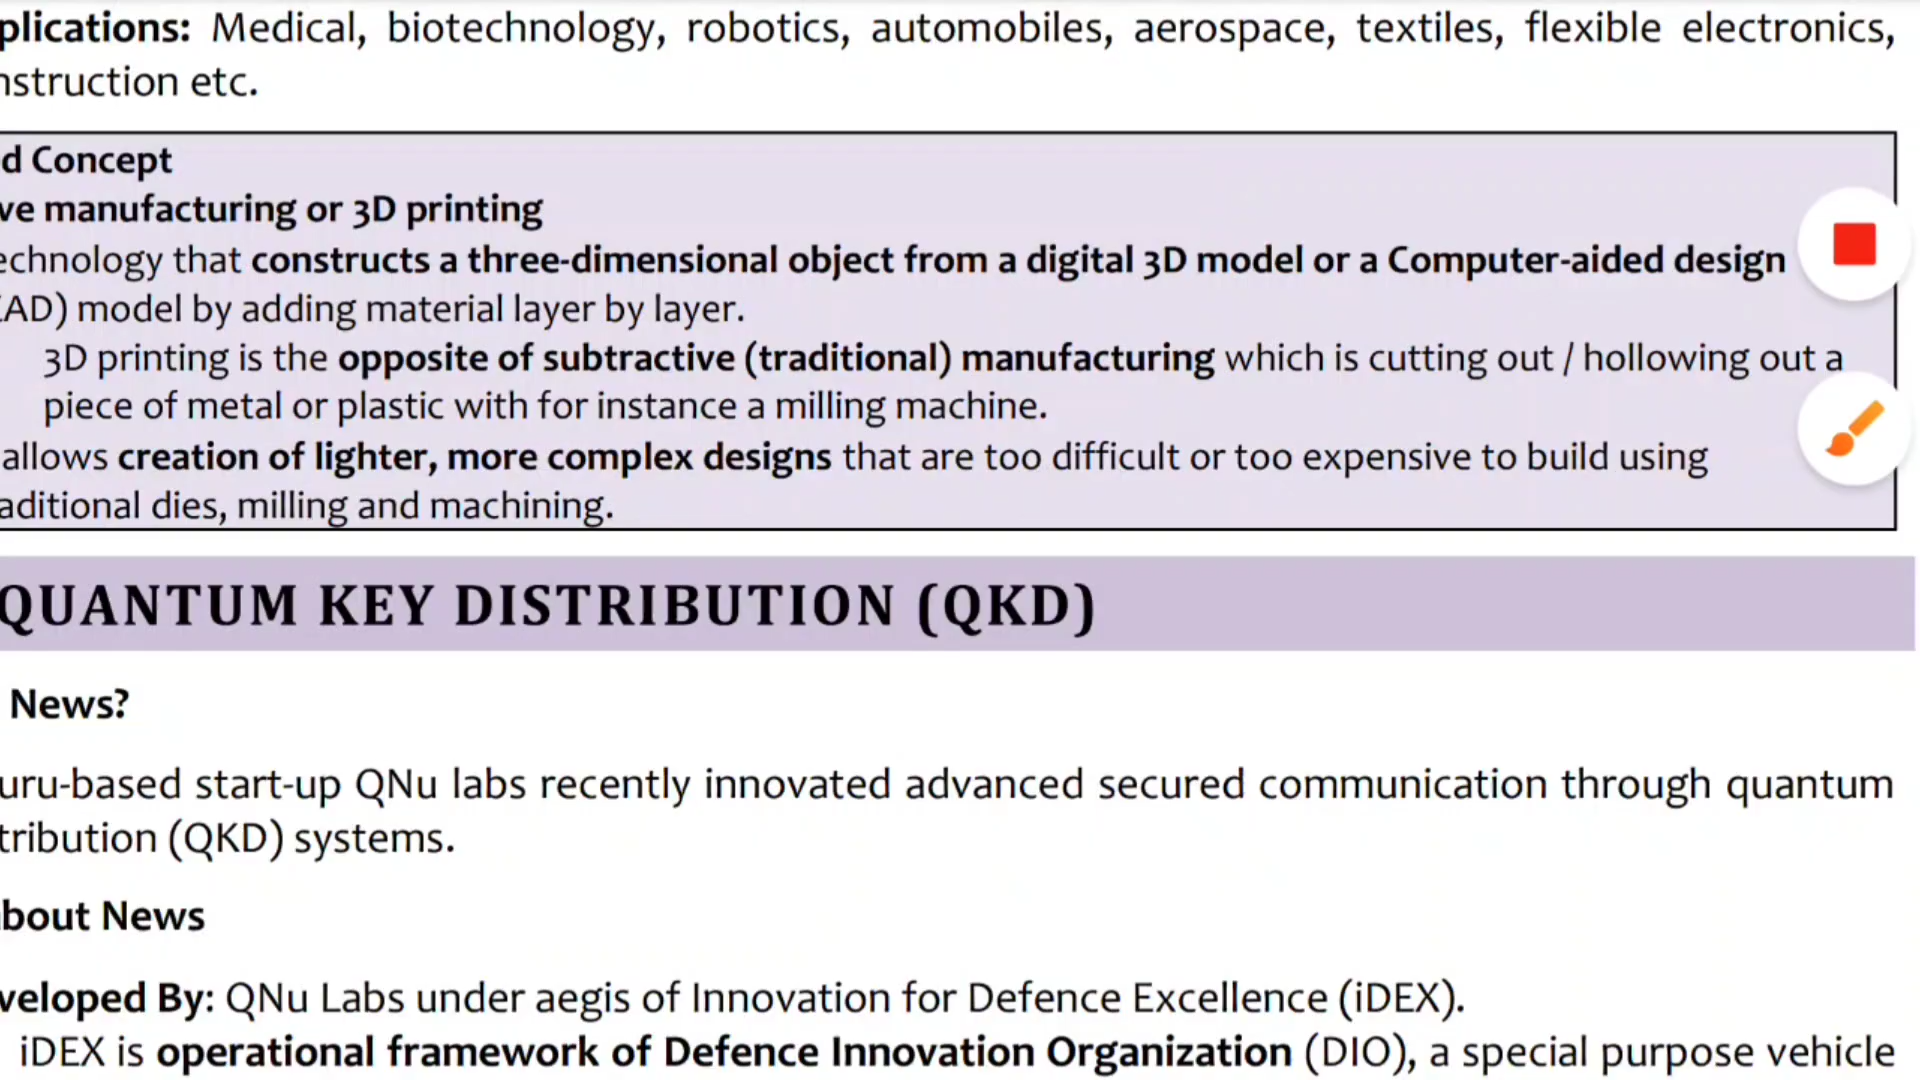 plications: Medical, biotechnology, robotics, automobiles, aerospace, textiles, flexible electronics,
nstruction etc.
d Concept
ve manufacturing or 3D printing
echnology that constructs a three-dimensional object from a digital 3D model or a Computer-aided design
AD) model by adding material layer by layer.
3D printing is the opposite of subtractive (traditional) manufacturing which is cutting out / hollowing out a
piece of metal or plastic with for instance a milling machine.
allows creation of lighter, more complex designs that are too difficult or too expensive to build using
aditional dies, milling and machining.
QUANTUM KEY DISTRIBUTION (QKD)
News?
uru-based start-up QNu labs recently innovated advanced secured communication through quantum
tribution (QKD) systems.
bout News
veloped By: QNu Labs under aegis of Innovation for Defence Excellence (iDEX).
iDEX is operational framework of Defence Innovation Organization (DIO), a special purpose vehicle